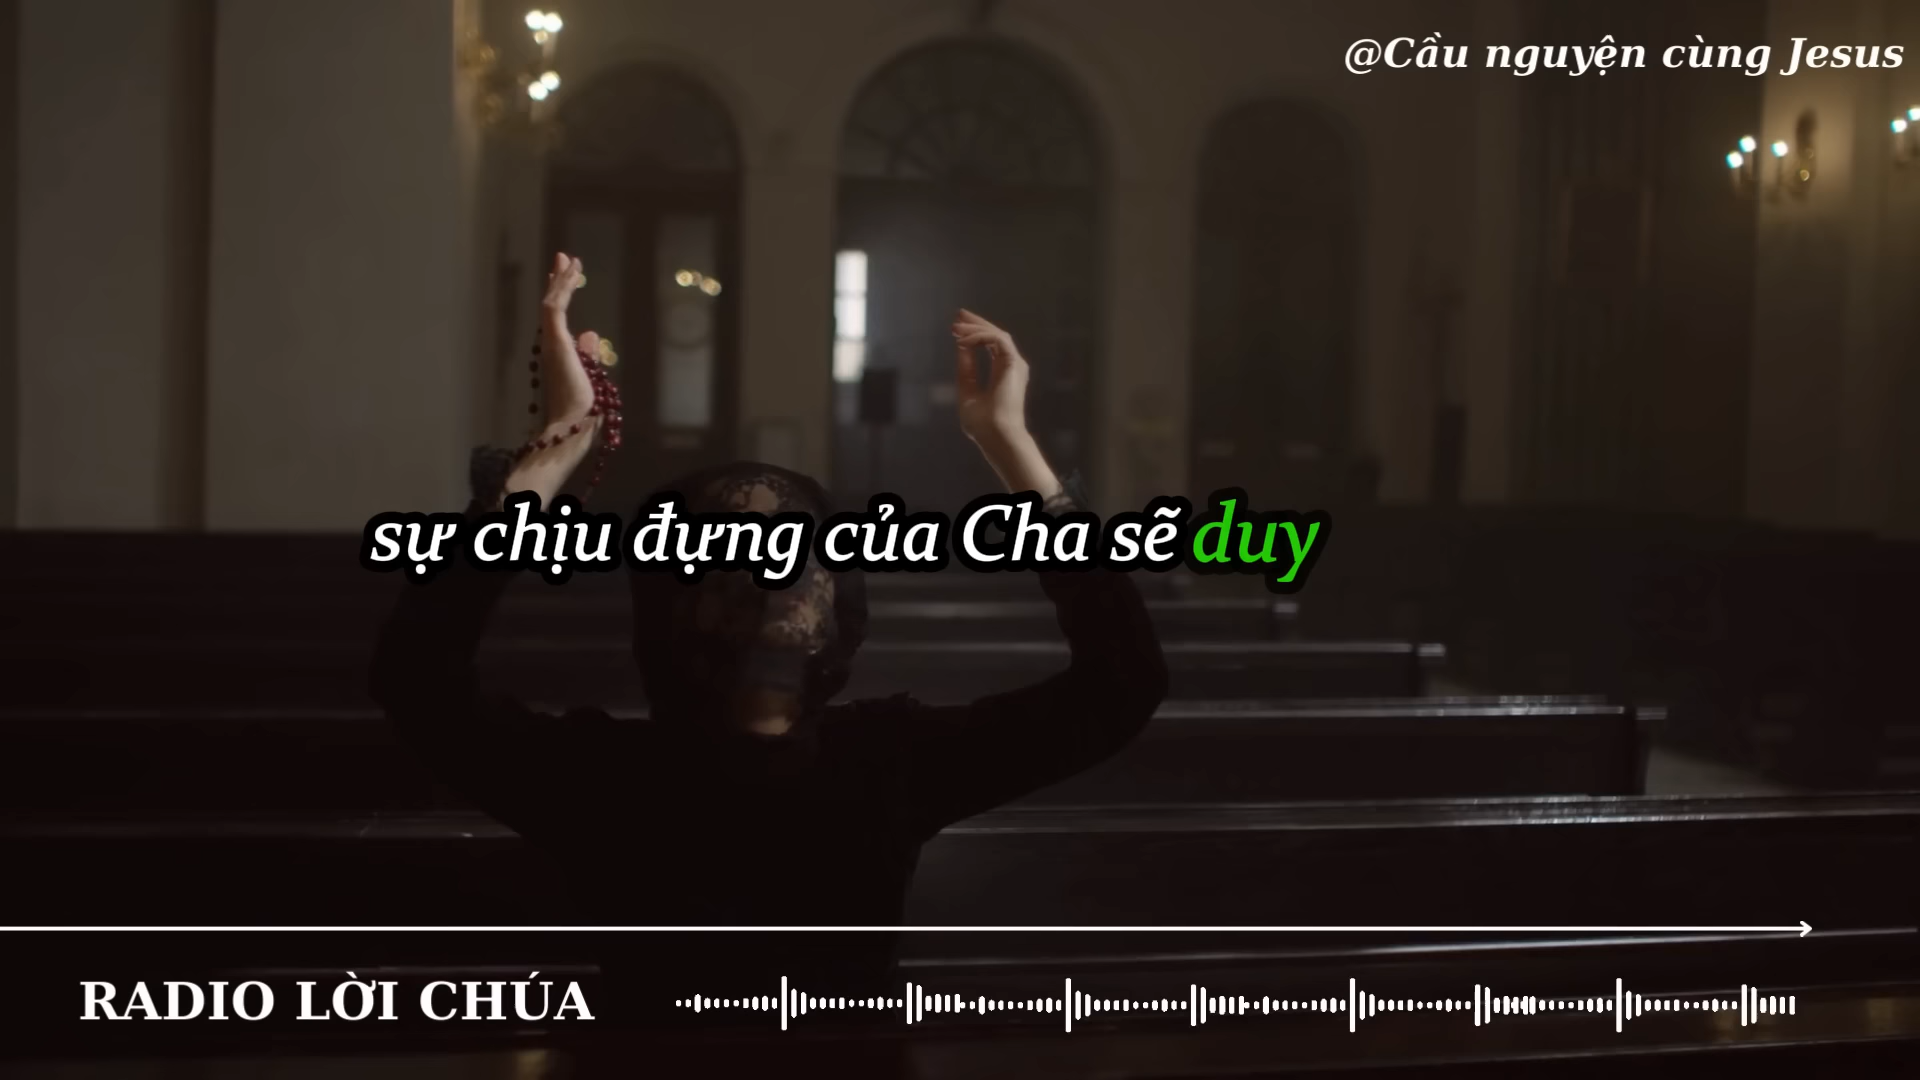 @Cầu nguyện cùng Jesus
sự chịu đựng của Cha sẽ duy
RADIO LỜI CHÚA